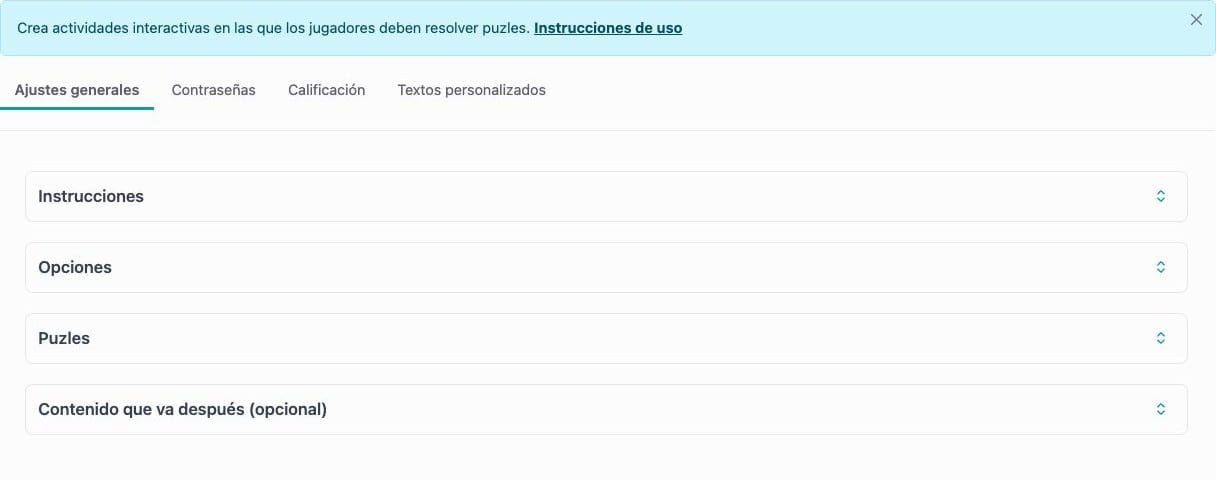 Crea actividades interactivas en las que los jugadores deben resolver puzles. Instrucciones de uso
Ajustes generales Contraseñas Calificación Textos personalizados
Instrucciones
Opciones
Puzles
Contenido que va después (opcional)